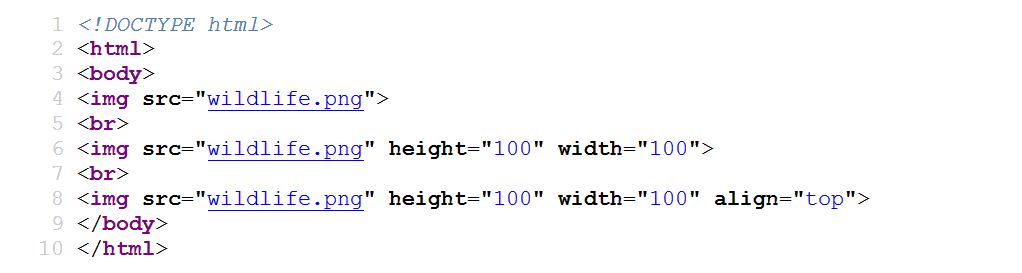 1 <!DOCTYPE html>
2 <html>
3 <body>
4 <img src="wildlife.png">
5 <br>
6 <img src="wildlife.png" height="100" width="100">
7 <br>
8 <img src="wildlife.png" height="100" width="100" align="top">
9 </body>
10 </html>